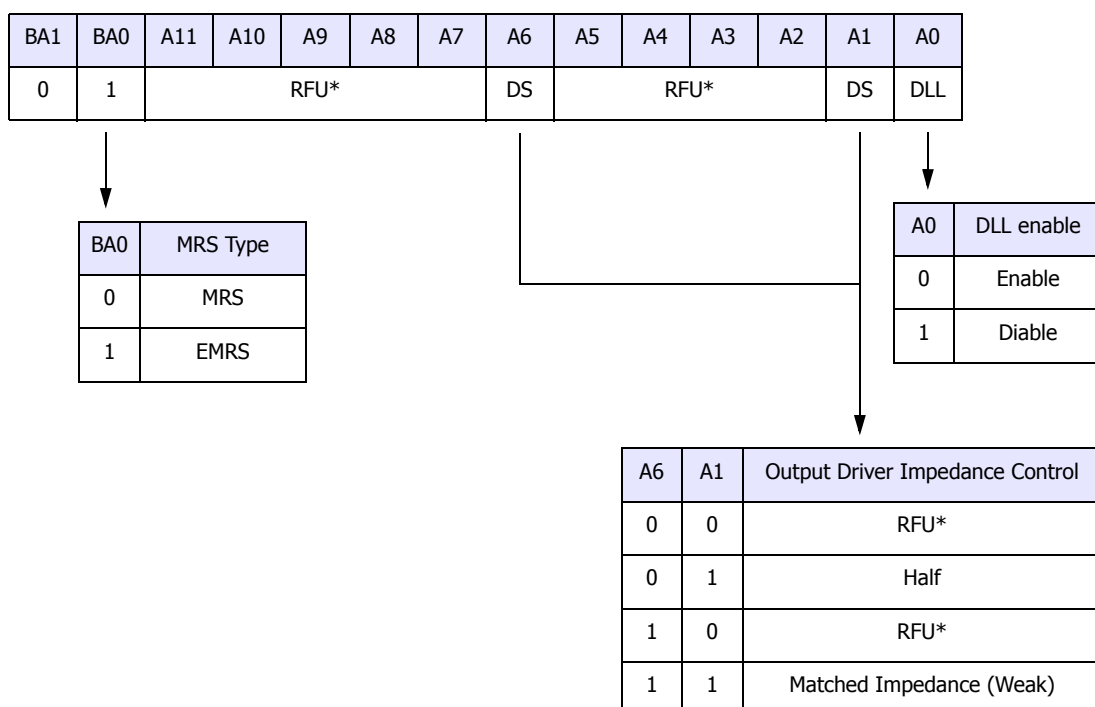 BA1 BA0 A11 A10 A9 A8 A7 A6 A5 A4 A3 A2 A1 A0
0 1 RFU* DS RFU* DS DLL
BA0 MRS Type
0 MRS
1 EMRS
A0 DLL enable
0 Enable
1 Diable
A6 A1 Output Driver Impedance Control
0 0 RFU*
0 1 Half
1 0 RFU*
1 1 Matched Impedance (Weak)